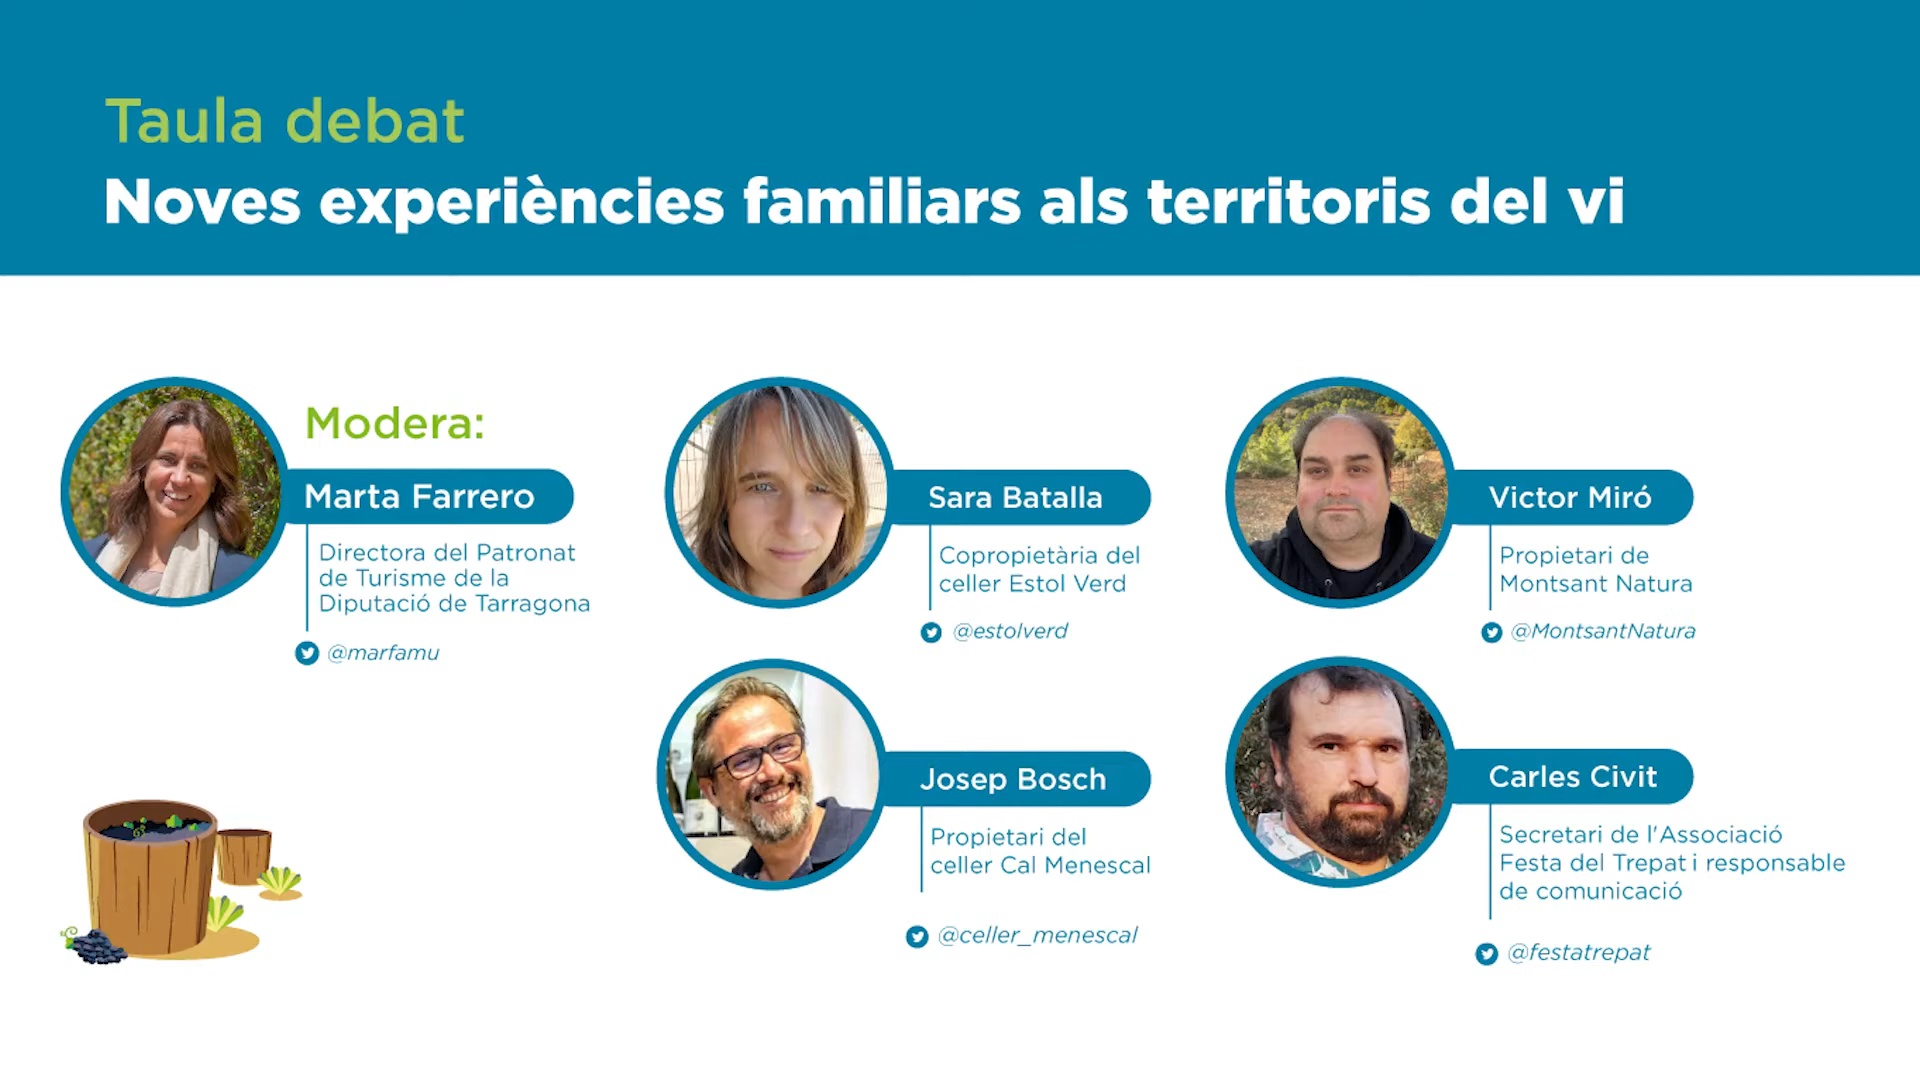 Taula debat
Noves experiències familiars als territoris del vi
Modera:
Marta Farrero
Directora del Patronat
de Turisme de la
Diputació de Tarragona
@marfamu
Sara Batalla
Copropietària del
celler Estol Verd
@estolverd
Victor Miró
Propietari de
Montsant Natura
@MontsantNatura
Josep Bosch
Propietari del
celler Cal Menescal
@celler_menescal
Carles Civit
Secretari de l'Associació
Festa del Trepat i responsable
de comunicació
@festatrepat